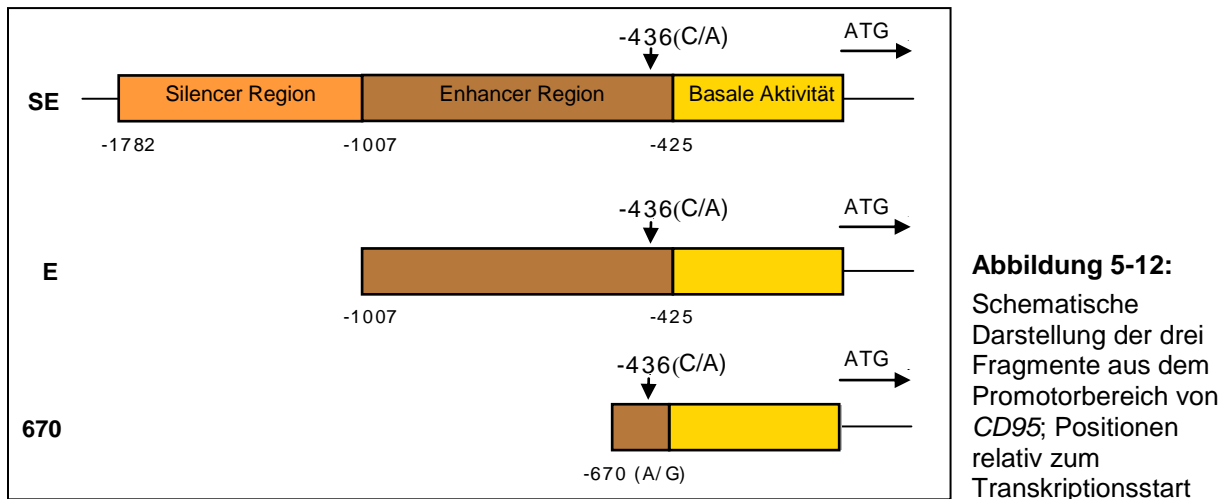 -436(C/A)
ATG
SE
Silencer Region
Enhancer Region
Basale Aktivität
-1782
-1007
-425
-436(C/A)
ATG
E
-1007
-425
-436(C/A)
ATG
670
-670 (A/G)
Abbildung 5-12:
Schematische
Darstellung der drei
Fragmente aus dem
Promotorbereich von
CD95; Positionen
relativ zum
Transkriptionsstart